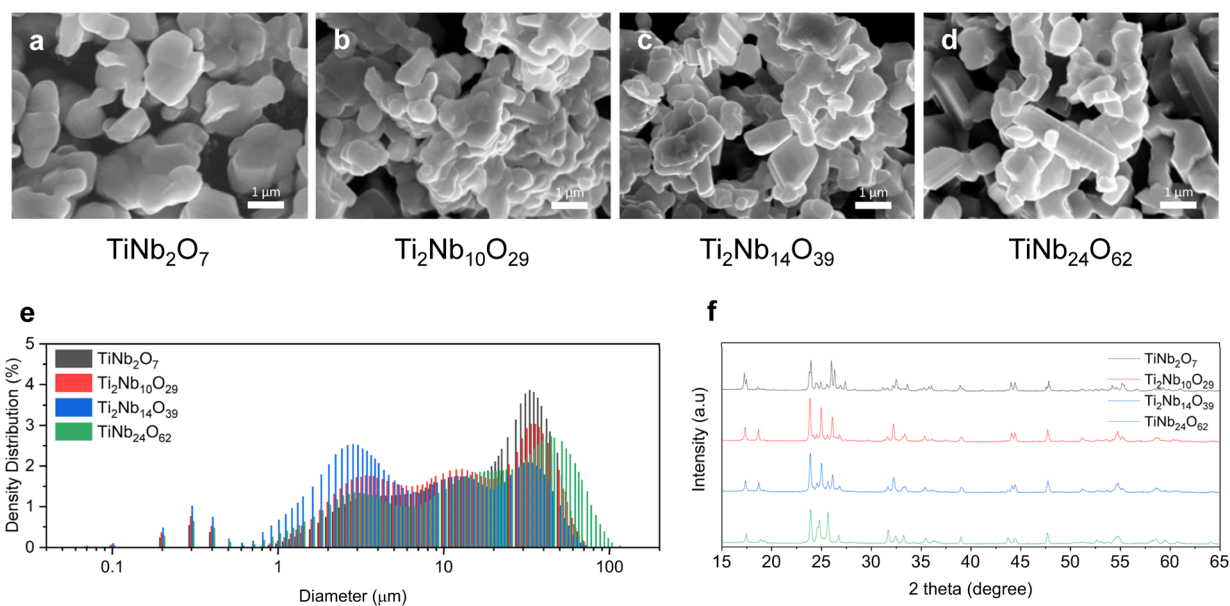 a b c d
1 μm 1 μm 1 μm 1 μm
TiNb₂O₇ Ti₂Nb₁₀O₂₉ Ti₂Nb₁₄O₃₉ TiNb₂₄O₆₂
e
5
4
3
2
1
0
Density Distribution (%)
TiNb₂O₇
Ti₂Nb₁₀O₂₉
Ti₂Nb₁₄O₃₉
TiNb₂₄O₆₂
0.1 1 10 100
Diameter (μm)
f
Intensity (a.u)
TiNb₂O₇
Ti₂Nb₁₀O₂₉
Ti₂Nb₁₄O₃₉
TiNb₂₄O₆₂
15 20 25 30 35 40 45 50 55 60 65
2 theta (degree)